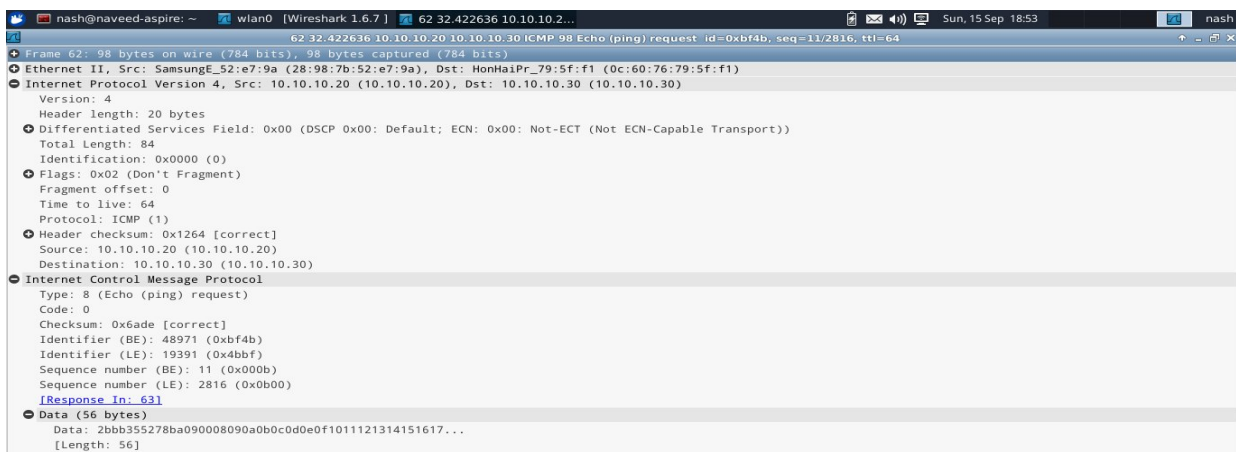 nash@naveed-aspire: ~ wlan0 [Wireshark 1.6.7 ] 62 32.422636 10.10.10.2... Sun, 15 Sep 18:53 nash
62 32.422636 10.10.10.20 10.10.10.30 ICMP 98 Echo (ping) request id=0xbf4b, seq=11/2816, ttl=64
Frame 62: 98 bytes on wire (784 bits), 98 bytes captured (784 bits)
Ethernet II, Src: SamsungE_52:e7:9a (28:98:7b:52:e7:9a), Dst: HonHaiPr_79:5f:f1 (0c:60:76:79:5f:f1)
Internet Protocol Version 4, Src: 10.10.10.20 (10.10.10.20), Dst: 10.10.10.30 (10.10.10.30)
Version: 4
Header length: 20 bytes
Differentiated Services Field: 0x00 (DSCP 0x00: Default; ECN: 0x00: Not-ECT (Not ECN-Capable Transport))
Total Length: 84
Identification: 0x0000 (0)
Flags: 0x02 (Don't Fragment)
Fragment offset: 0
Time to live: 64
Protocol: ICMP (1)
Header checksum: 0x1264 [correct]
Source: 10.10.10.20 (10.10.10.20)
Destination: 10.10.10.30 (10.10.10.30)
Internet Control Message Protocol
Type: 8 (Echo (ping) request)
Code: 0
Checksum: 0x6ade [correct]
Identifier (BE): 48971 (0xbf4b)
Identifier (LE): 19391 (0x4bbf)
Sequence number (BE): 11 (0x000b)
Sequence number (LE): 2816 (0x0b00)
[Response In: 63]
Data (56 bytes)
Data: 2bbb355278ba090008090a0b0c0d0e0f1011121314151617...
[Length: 56]